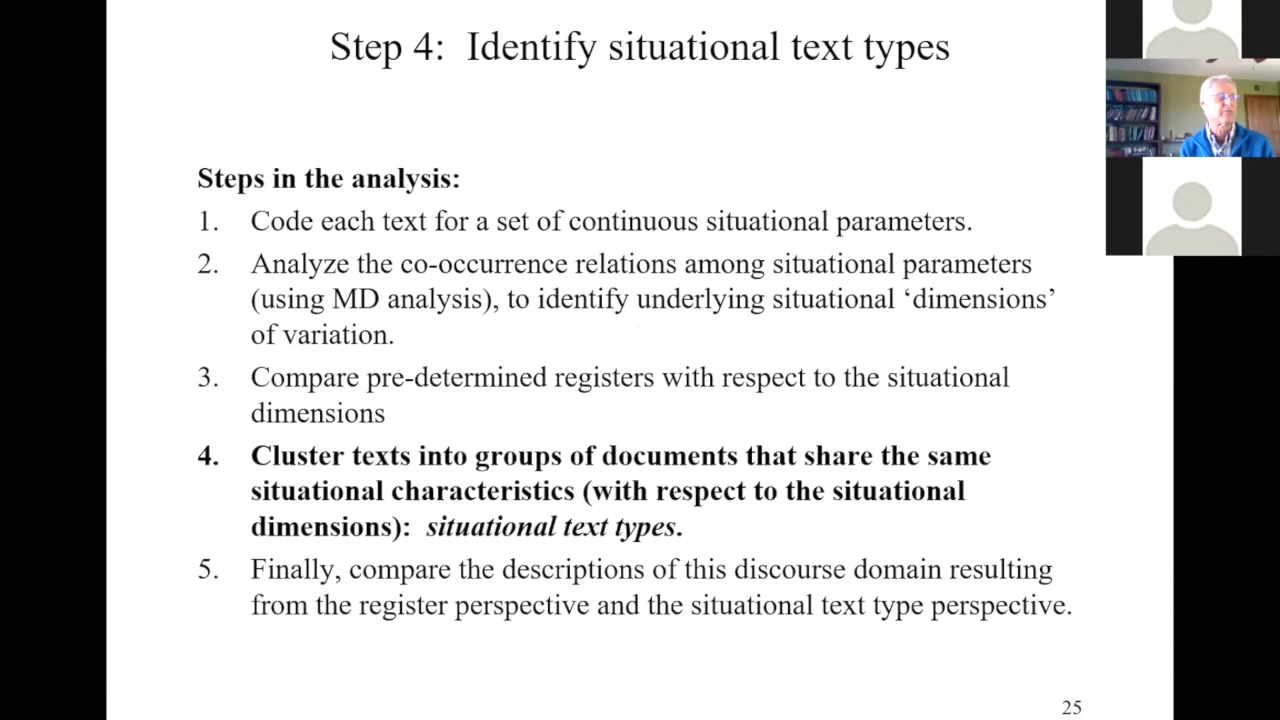 Step 4: Identify situational text types
Steps in the analysis:
1. Code each text for a set of continuous situational parameters.
2. Analyze the co-occurrence relations among situational parameters
(using MD analysis), to identify underlying situational ‘dimensions’
of variation.
3. Compare pre-determined registers with respect to the situational
dimensions
4. Cluster texts into groups of documents that share the same
situational characteristics (with respect to the situational
dimensions): situational text types.
5. Finally, compare the descriptions of this discourse domain resulting
from the register perspective and the situational text type perspective.
25